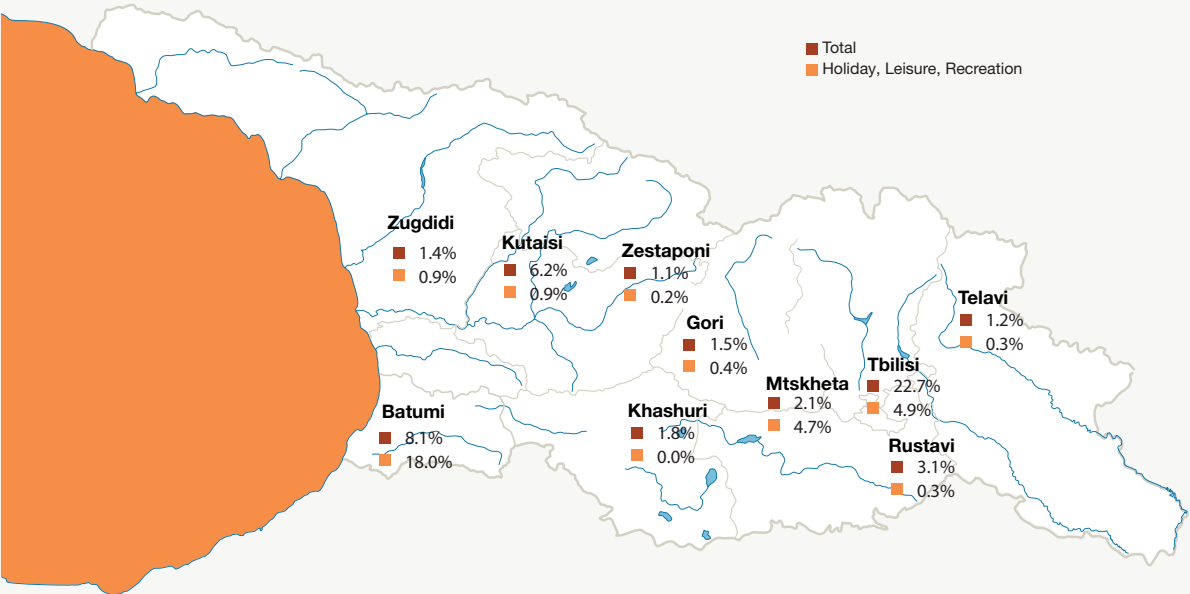 Total
Holiday, Leisure, Recreation
Zugdidi
1.4%
0.9%
Kutaisi
6.2%
0.9%
Zestaponi
1.1%
0.2%
Gori
1.5%
0.4%
Telavi
1.2%
0.3%
Tbilisi
22.7%
4.9%
Mtskheta
2.1%
4.7%
Khashuri
1.8%
0.0%
Batumi
8.1%
18.0%
Rustavi
3.1%
0.3%